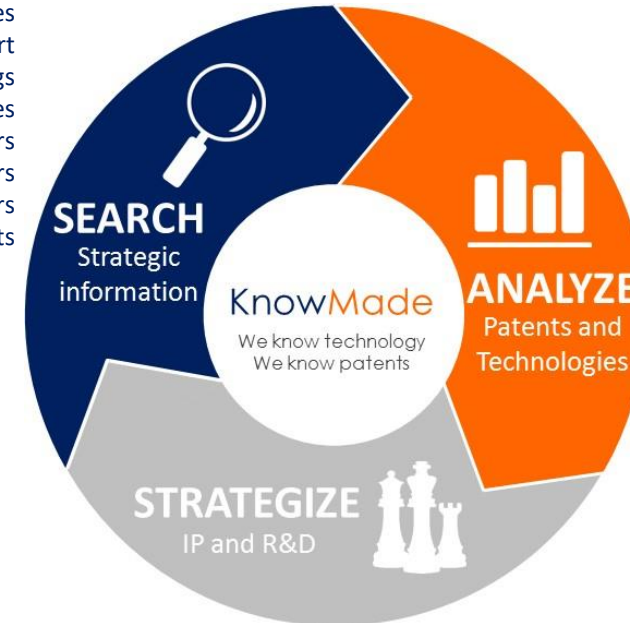 SEARCH
Strategic
information
ANALYZE
Patents and
Technologies
KnowMade
We know technology
We know patents
STRATEGIZE
IP and R&D